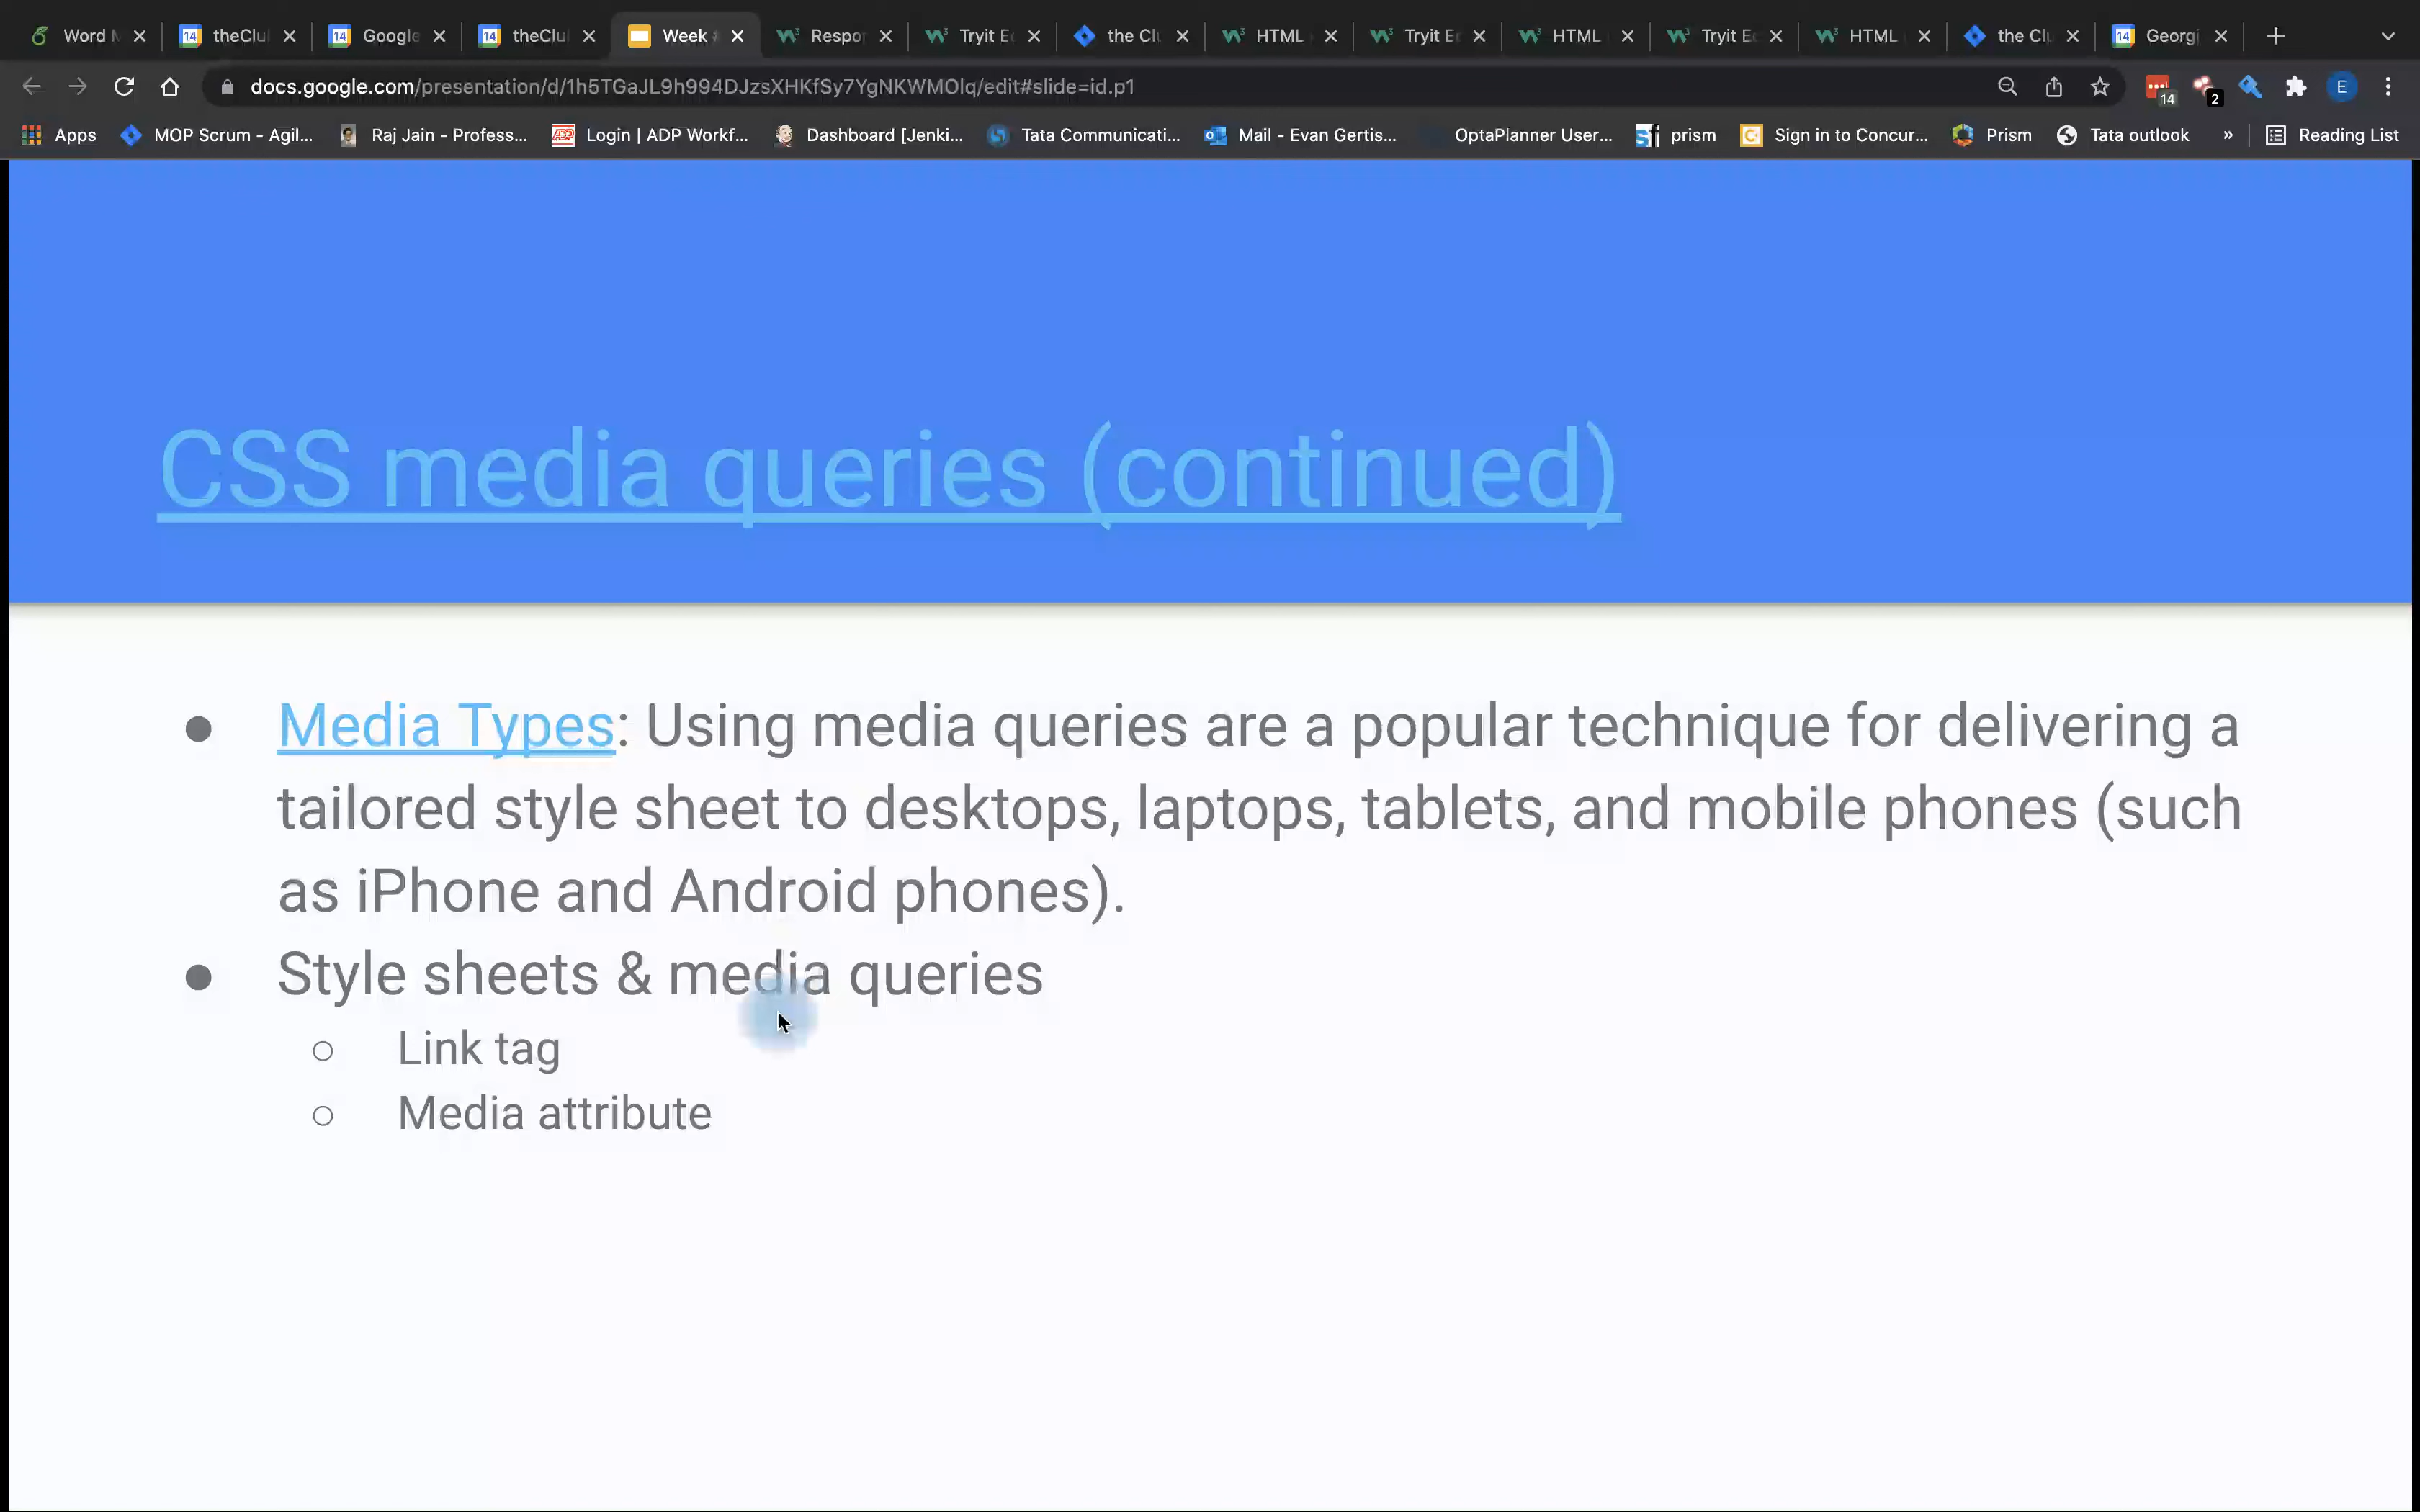 Word
theClu
Google
theClu
Week
Respo
Tryit E
the Cl
HTML
Tryit E
HTML
Tryit E
HTML
the Cl
Georgi
docs.google.com/presentation/d/1h5TGaJL9h994DJzsXHKfSy7YgNKWMOlq/edit#slide=id.p1
14
2
E
Apps
MOP Scrum - Agil...
Raj Jain - Profess...
Login | ADP Workf...
Dashboard [Jenki...
Tata Communicati...
Mail - Evan Gertis...
OptaPlanner User...
prism
Sign in to Concur...
Prism
Tata outlook
»
Reading List
CSS media queries (continued)
● Media Types: Using media queries are a popular technique for delivering a
tailored style sheet to desktops, laptops, tablets, and mobile phones (such
as iPhone and Android phones).
● Style sheets & media queries
○ Link tag
○ Media attribute